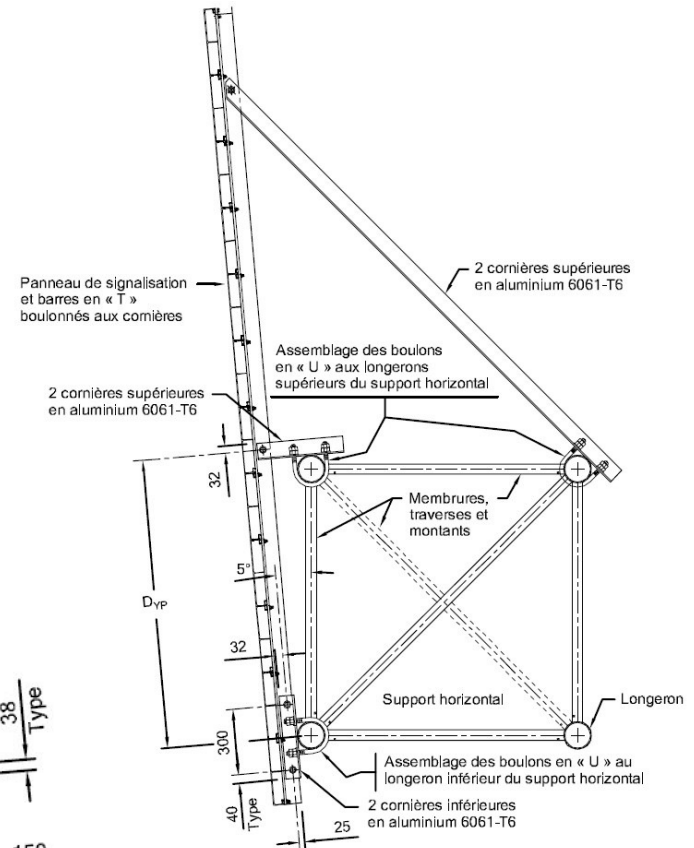 2 cornières supérieures
en aluminium 6061-T6
Panneau de signalisation
et barres en « T »
boulonnés aux cornières
Assemblage des boulons
en « U » aux longerons
supérieurs du support horizontal
2 cornières supérieures
en aluminium 6061-T6
32
Membrures,
traverses et
montants
5°
DYP
32
38
Type
Support horizontal
Longeron
300
Assemblage des boulons en « U » au
longeron inférieur du support horizontal
40
Type
2 cornières inférieures
en aluminium 6061-T6
25